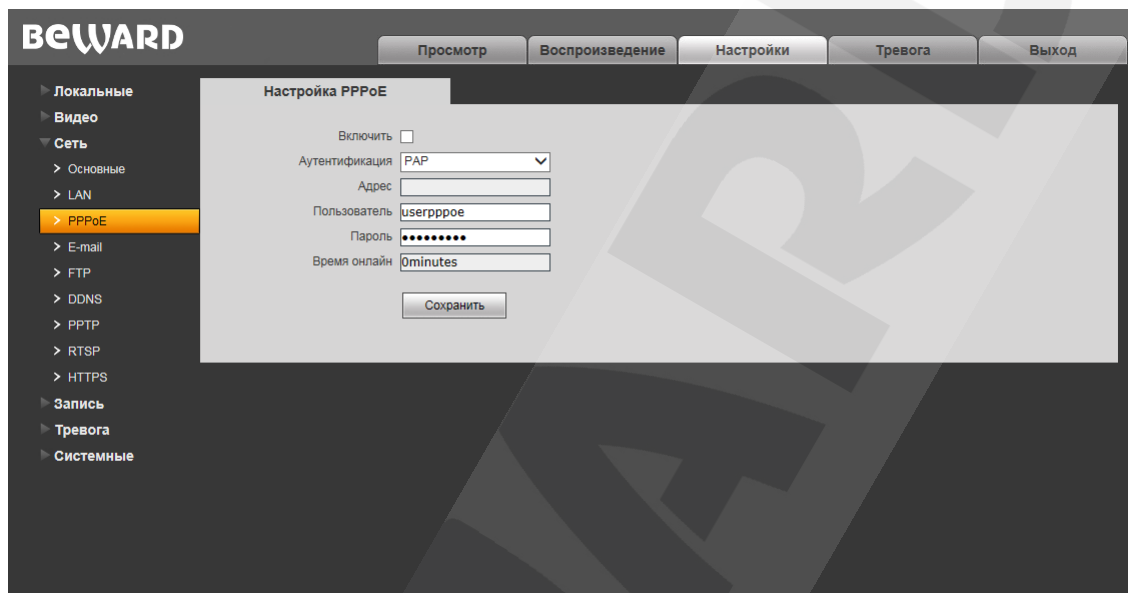 BEWARD
Просмотр Воспроизведение Настройки Тревога Выход
Локальные
Видео
Сеть
> Основные
> LAN
> PPPoE
> E-mail
> FTP
> DDNS
> PPTP
> RTSP
> HTTPS
Запись
Тревога
Системные
Настройка PPPoE
Включить
Аутентификация PAP
Адрес
Пользователь userpppoe
Пароль •••••••••
Время онлайн 0minutes
Сохранить